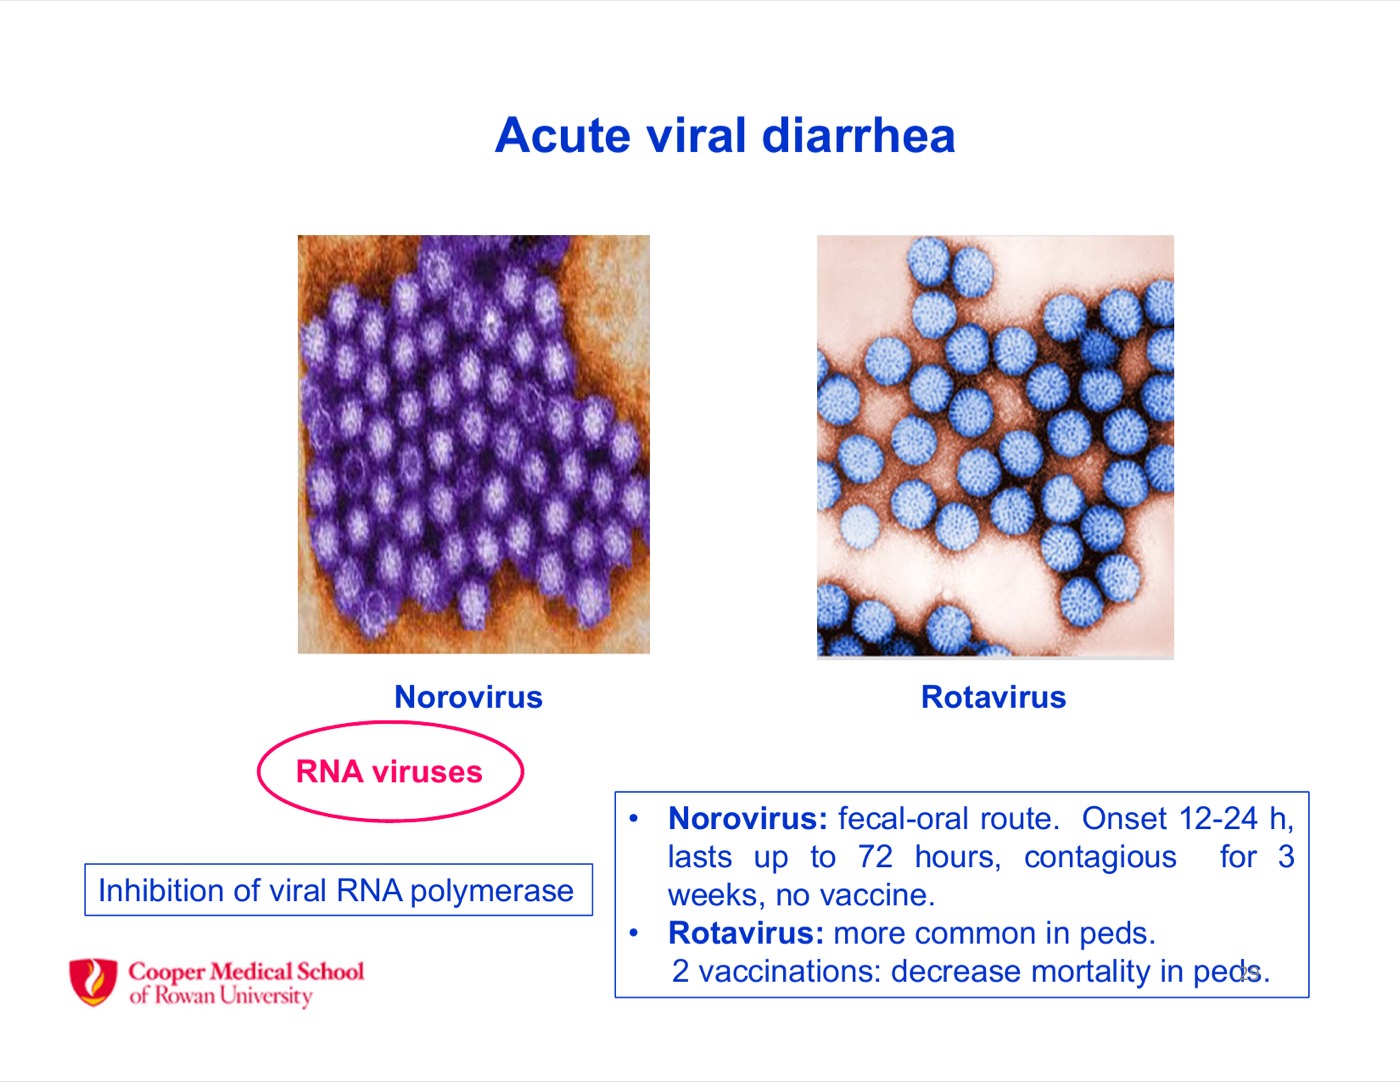 Acute viral diarrhea
Norovirus
Rotavirus
RNA viruses
Inhibition of viral RNA polymerase
• Norovirus: fecal-oral route. Onset 12-24 h,
lasts up to 72 hours, contagious for 3
weeks, no vaccine.
• Rotavirus: more common in peds.
2 vaccinations: decrease mortality in peds.
Cooper Medical School
of Rowan University